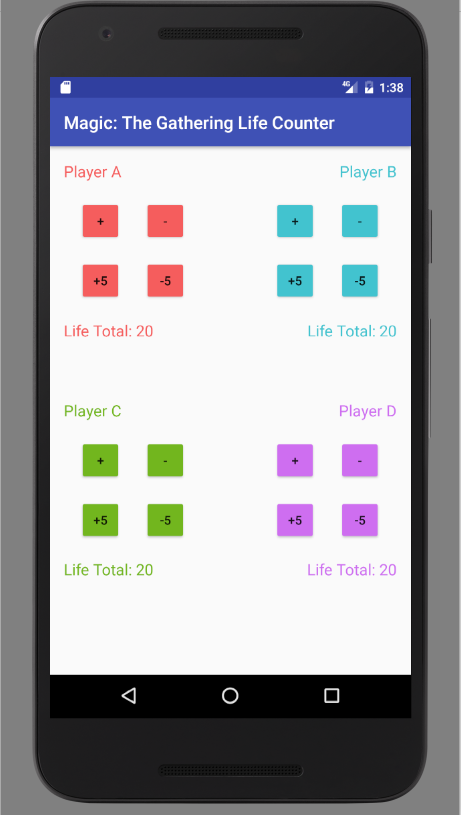 4G 1:38
Magic: The Gathering Life Counter
Player A Player B
+ - + -
+5 -5 +5 -5
Life Total: 20 Life Total: 20
Player C Player D
+ - + -
+5 -5 +5 -5
Life Total: 20 Life Total: 20